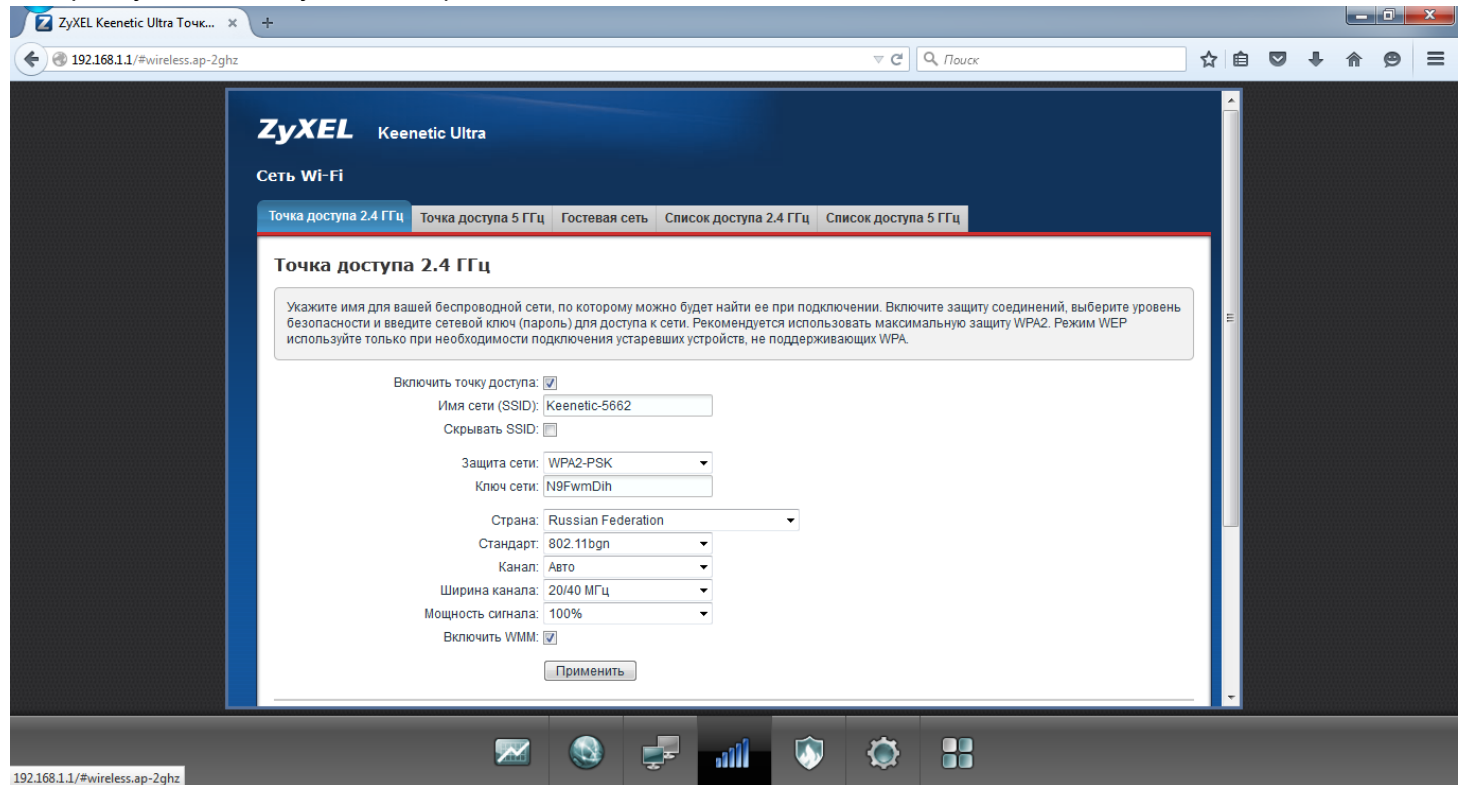 ZyXEL Keenetic Ultra Точк...
192.168.1.1/#wireless.ap-2ghz
Поиск
ZyXEL Keenetic Ultra
Сеть Wi-Fi
Точка доступа 2.4 ГГц Точка доступа 5 ГГц Гостевая сеть Список доступа 2.4 ГГц Список доступа 5 ГГц
Точка доступа 2.4 ГГц
Укажите имя для вашей беспроводной сети, по которому можно будет найти ее при подключении. Включите защиту соединений, выберите уровень
безопасности и введите сетевой ключ (пароль) для доступа к сети. Рекомендуется использовать максимальную защиту WPA2. Режим WEP
используйте только при необходимости подключения устаревших устройств, не поддерживающих WPA.
Включить точку доступа:
Имя сети (SSID): Keenetic-5662
Скрывать SSID:
Защита сети: WPA2-PSK
Ключ сети: N9FwmDih
Страна: Russian Federation
Стандарт: 802.11bgn
Канал: Авто
Ширина канала: 20/40 МГц
Мощность сигнала: 100%
Включить WMM:
Применить
192.168.1.1/#wireless.ap-2ghz